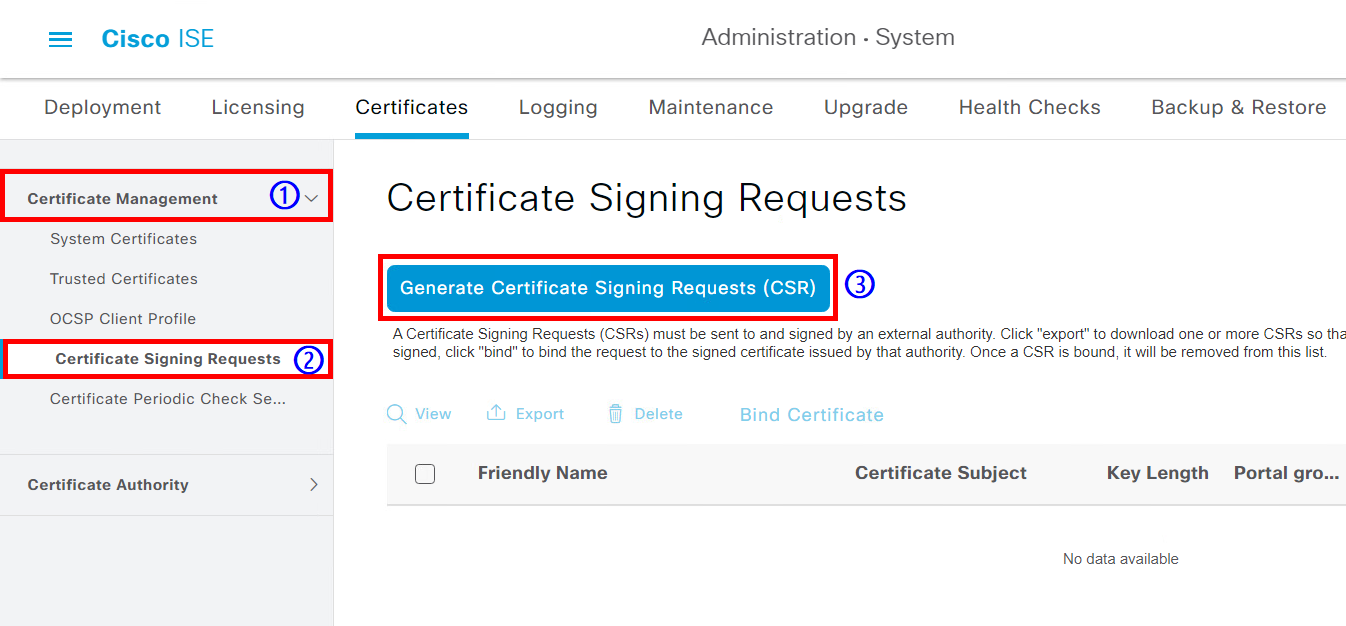 Cisco ISE
Administration · System
Deployment Licensing Certificates Logging Maintenance Upgrade Health Checks Backup & Restore
Certificate Management ①
System Certificates
Trusted Certificates
OCSP Client Profile
Certificate Signing Requests ②
Certificate Periodic Check Se...
Certificate Authority
Certificate Signing Requests
Generate Certificate Signing Requests (CSR) ③
A Certificate Signing Requests (CSRs) must be sent to and signed by an external authority. Click "export" to download one or more CSRs so tha
signed, click "bind" to bind the request to the signed certificate issued by that authority. Once a CSR is bound, it will be removed from this list.
View Export Delete Bind Certificate
Friendly Name Certificate Subject Key Length Portal gro...
No data available